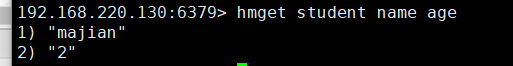 192.168.220.130:6379> hmget student name age
1) "majian"
2) "2"